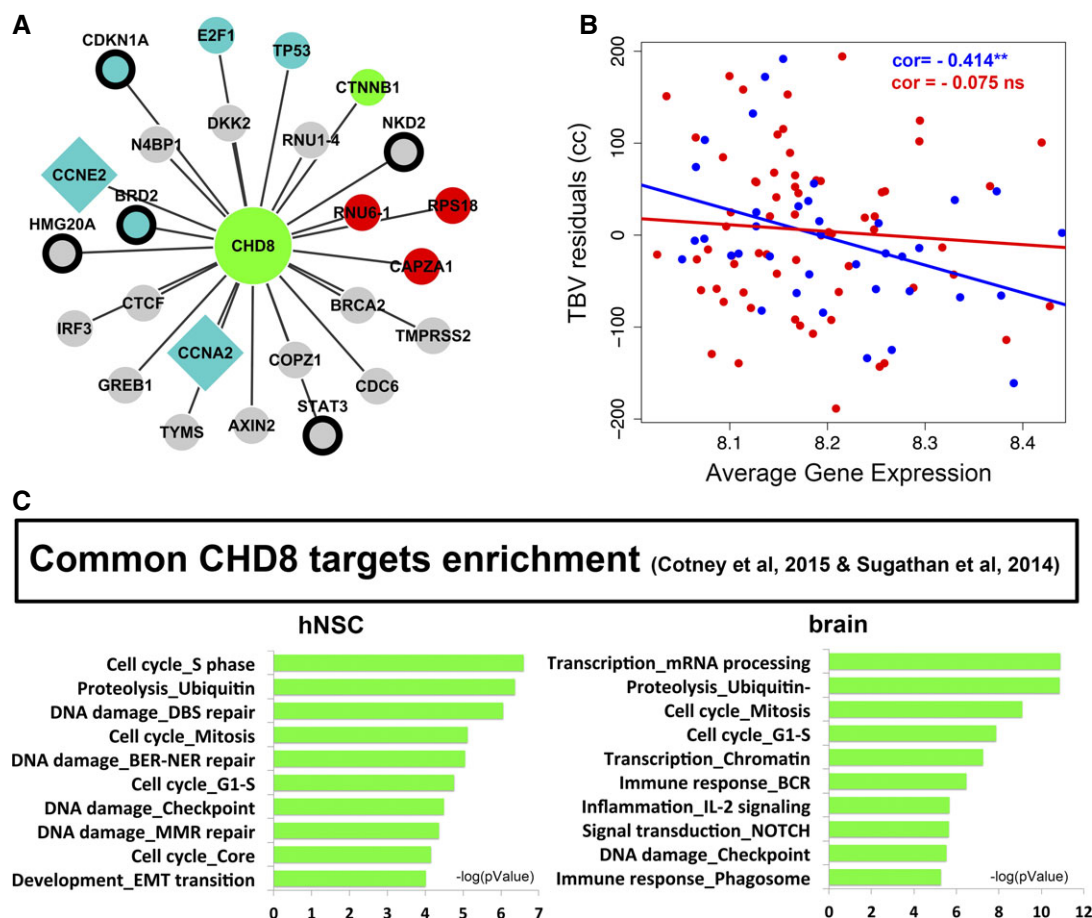 A
CDKN1A
E2F1
TP53
CTNNB1
DKK2
RNU1-4
NKD2
N4BP1
CCNE2
BRD2
RNU6-1
RPS18
HMG20A
CHD8
CAPZA1
CTCF
BRCA2
IRF3
TMPRSS2
CCNA2
COPZ1
GREB1
CDC6
STAT3
TYMS
AXIN2
B
cor= - 0.414**
cor = - 0.075 ns
TBV residuals (cc)
200
100
0
−100
−200
8.1 8.2 8.3 8.4
Average Gene Expression
C
Common CHD8 targets enrichment (Cotney et al, 2015 & Sugathan et al, 2014)
hNSC
Cell cycle_S phase
Proteolysis_Ubiquitin
DNA damage_DBS repair
Cell cycle_Mitosis
DNA damage_BER-NER repair
Cell cycle_G1-S
DNA damage_Checkpoint
DNA damage_MMR repair
Cell cycle_Core
Development_EMT transition
-log(pValue)
0 1 2 3 4 5 6 7
brain
Transcription_mRNA processing
Proteolysis_Ubiquitin-
Cell cycle_Mitosis
Cell cycle_G1-S
Transcription_Chromatin
Immune response_BCR
Inflammation_IL-2 signaling
Signal transduction_NOTCH
DNA damage_Checkpoint
Immune response_Phagosome
-log(pValue)
0 2 4 6 8 10 12